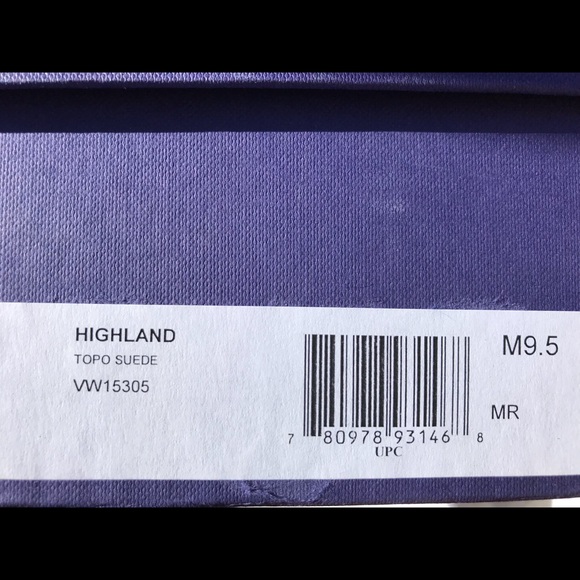 HIGHLAND
TOPO SUEDE
VW15305
M9.5
MR
7 80978 93146 8
UPC